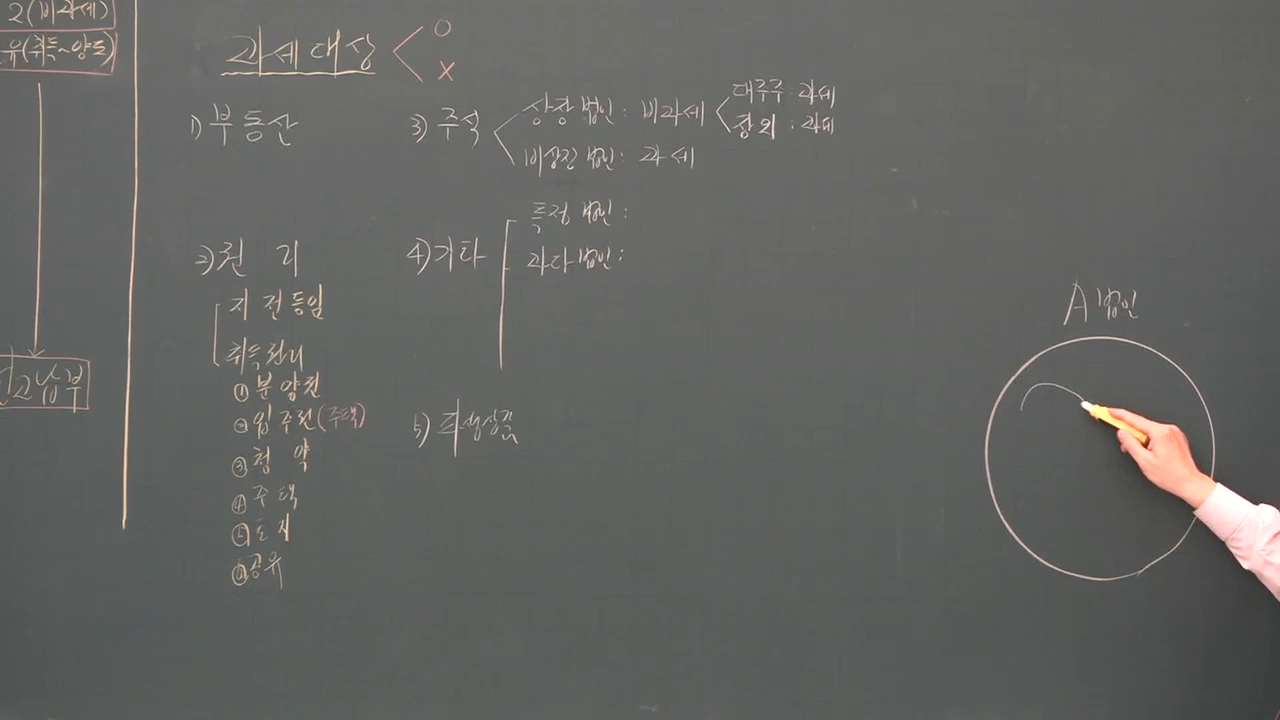 2(비과세)
유(취득~양도)
고납부
과세대상 < O
X
1) 부동산
2) 권리
지 전등임
취득권리
① 분양권
② 입주권(주택)
③ 청약
④ 주택
⑤ 토지
⑥ 공유
3) 주식
상장법인: 비과세
대주주: 과세
장외: 과세
비상장법인: 과세
4) 기타
특정법인:
과다법인:
5) 파생상품
A법인